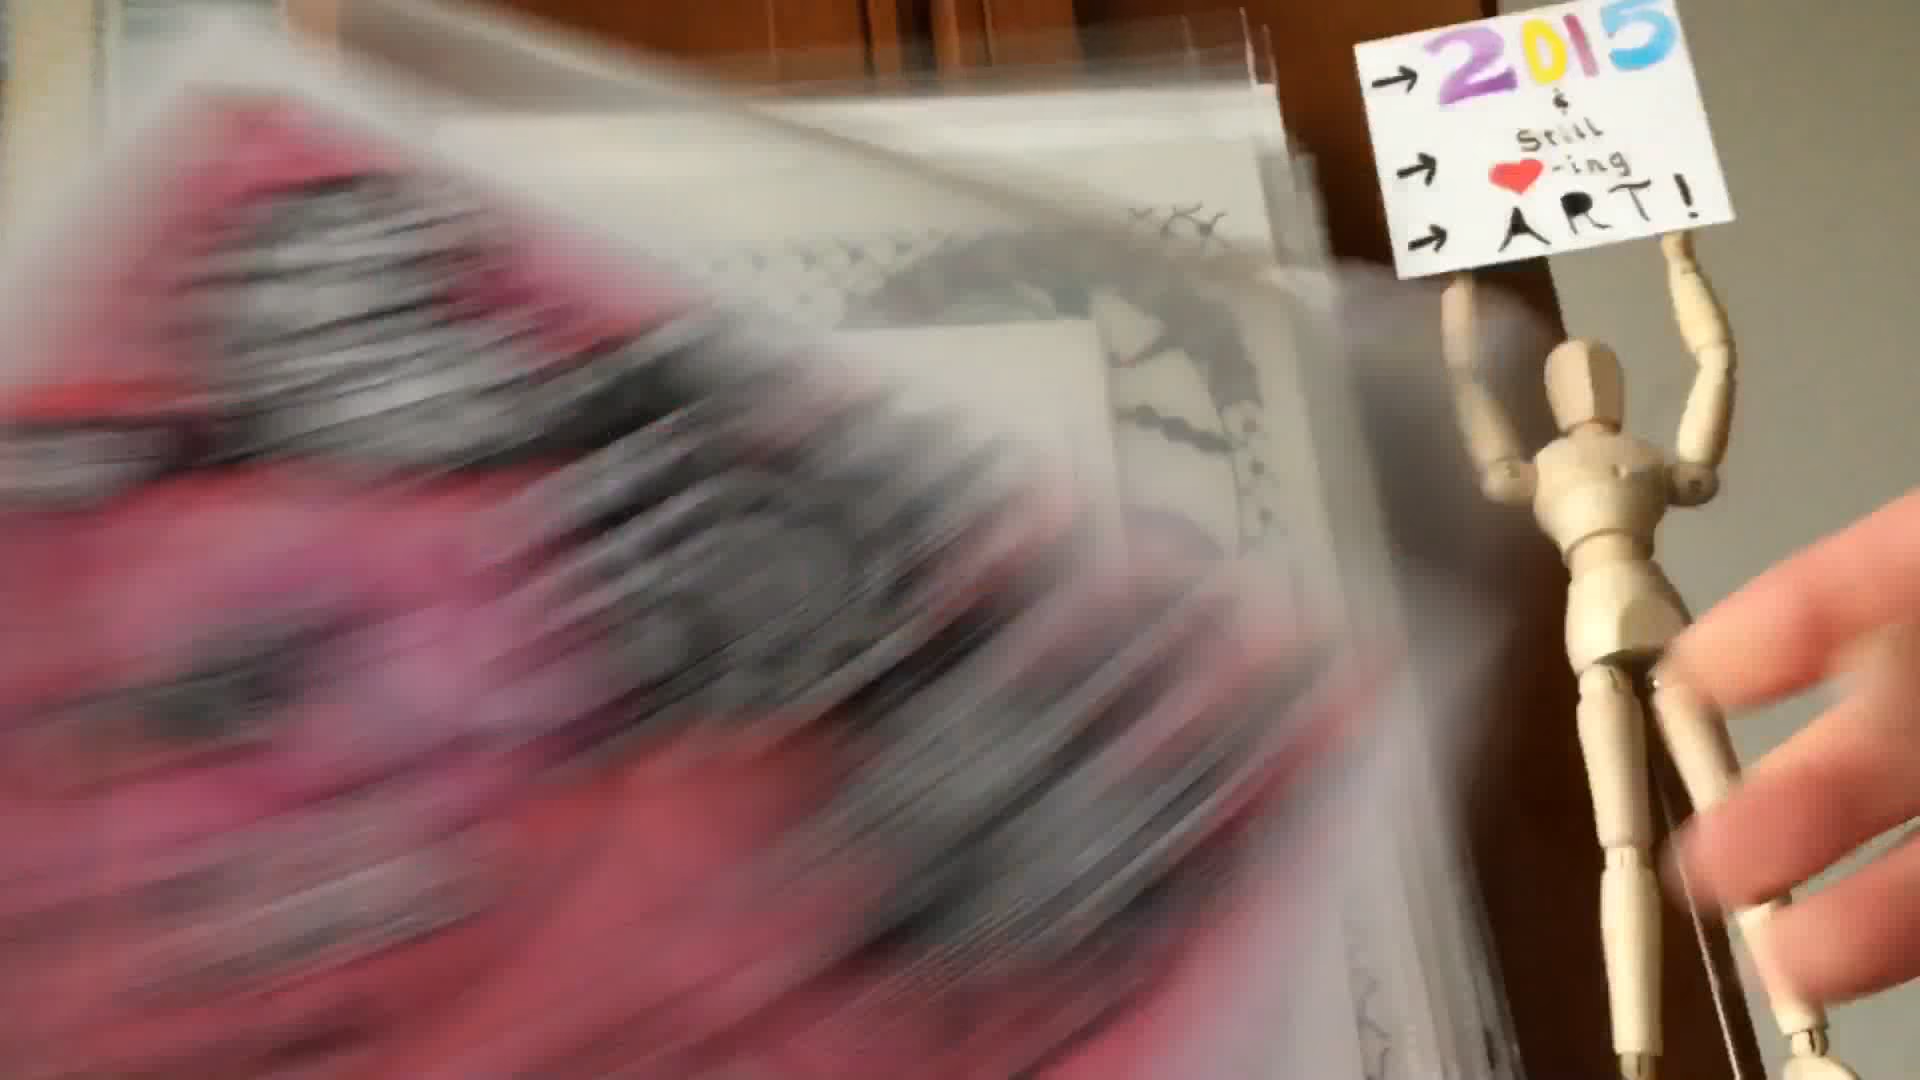 → 2015
&
Still
→ ❤-ing
→ ART!